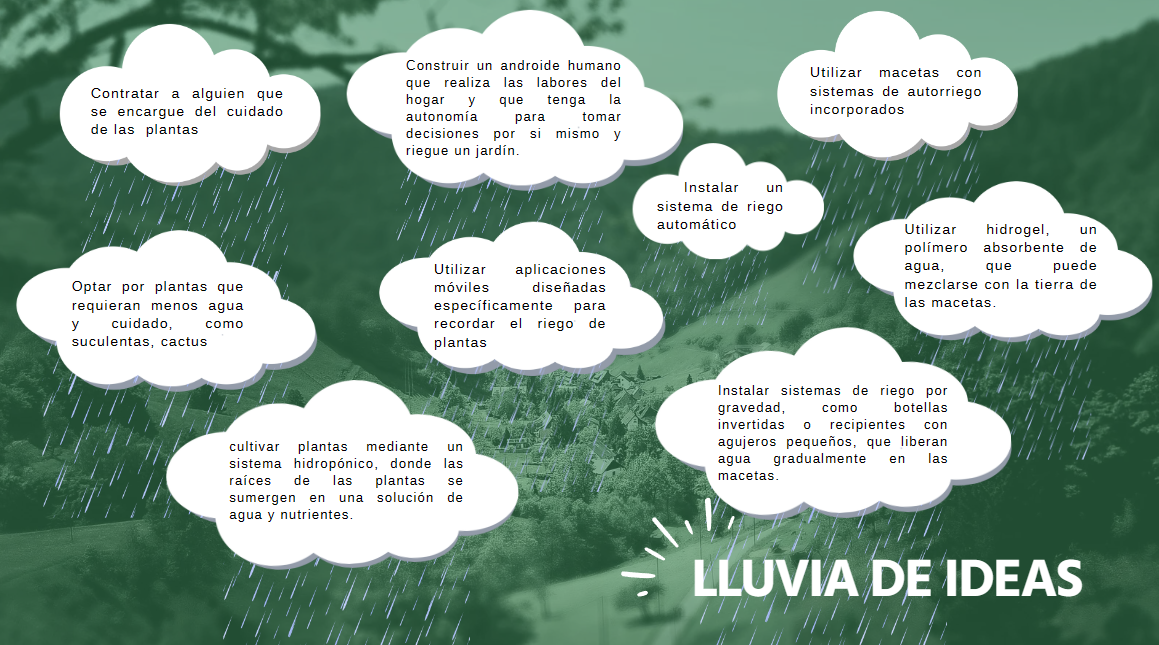 Contratar a alguien que
se encargue del cuidado
de las plantas
Construir un androide humano
que realiza las labores del
hogar y que tenga la
autonomía para tomar
decisiones por si mismo y
riegue un jardín.
Utilizar macetas con
sistemas de autorriego
incorporados
Instalar un
sistema de riego
automático
Utilizar hidrogel, un
polímero absorbente de
agua, que puede
mezclarse con la tierra de
las macetas.
Optar por plantas que
requieran menos agua
y cuidado, como
suculentas, cactus
Utilizar aplicaciones
móviles diseñadas
específicamente para
recordar el riego de
plantas
Instalar sistemas de riego por
gravedad, como botellas
invertidas o recipientes con
agujeros pequeños, que liberan
agua gradualmente en las
macetas.
cultivar plantas mediante un
sistema hidropónico, donde las
raíces de las plantas se
sumergen en una solución de
agua y nutrientes.
LLUVIA DE IDEAS